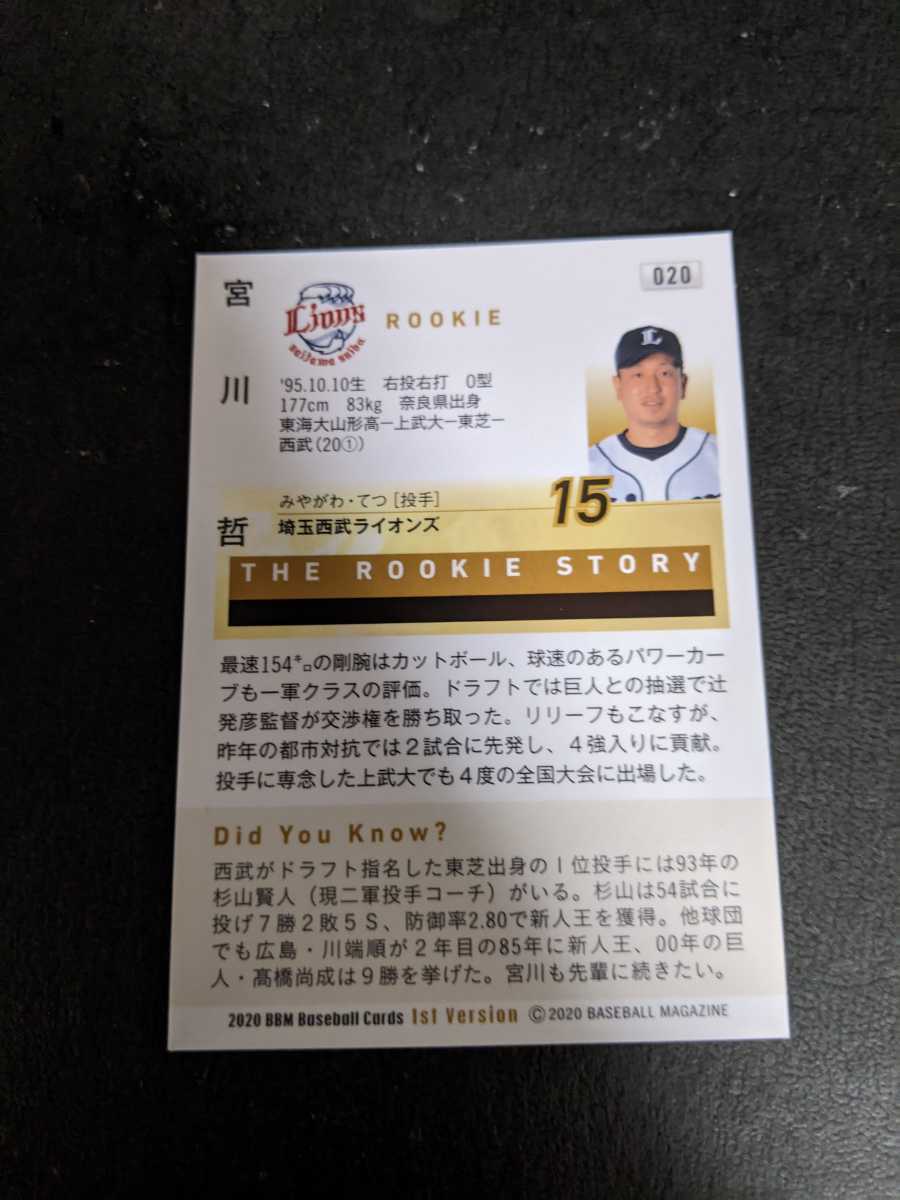 020
宮川哲
Lions
Saitama Seibu
ROOKIE
'95.10.10生 右投右打 O型
177cm 83kg 奈良県出身
東海大山形高ー上武大ー東芝ー
西武(20①)
みやがわ・てつ[投手]
埼玉西武ライオンズ
15
THE ROOKIE STORY
最速154㌔の剛腕はカットボール、球速のあるパワーカー
ブも一軍クラスの評価。ドラフトでは巨人との抽選で辻
発彦監督が交渉権を勝ち取った。リリーフもこなすが、
昨年の都市対抗では2試合に先発し、4強入りに貢献。
投手に専念した上武大でも4度の全国大会に出場した。
Did You Know?
西武がドラフト指名した東芝出身の1位投手には93年の
杉山賢人(現二軍投手コーチ)がいる。杉山は54試合に
投げ7勝2敗5S、防御率2.80で新人王を獲得。他球団
でも広島・川端順が2年目の85年に新人王、00年の巨
人・髙橋尚成は9勝を挙げた。宮川も先輩に続きたい。
2020 BBM Baseball Cards 1st Version ©2020 BASEBALL MAGAZINE